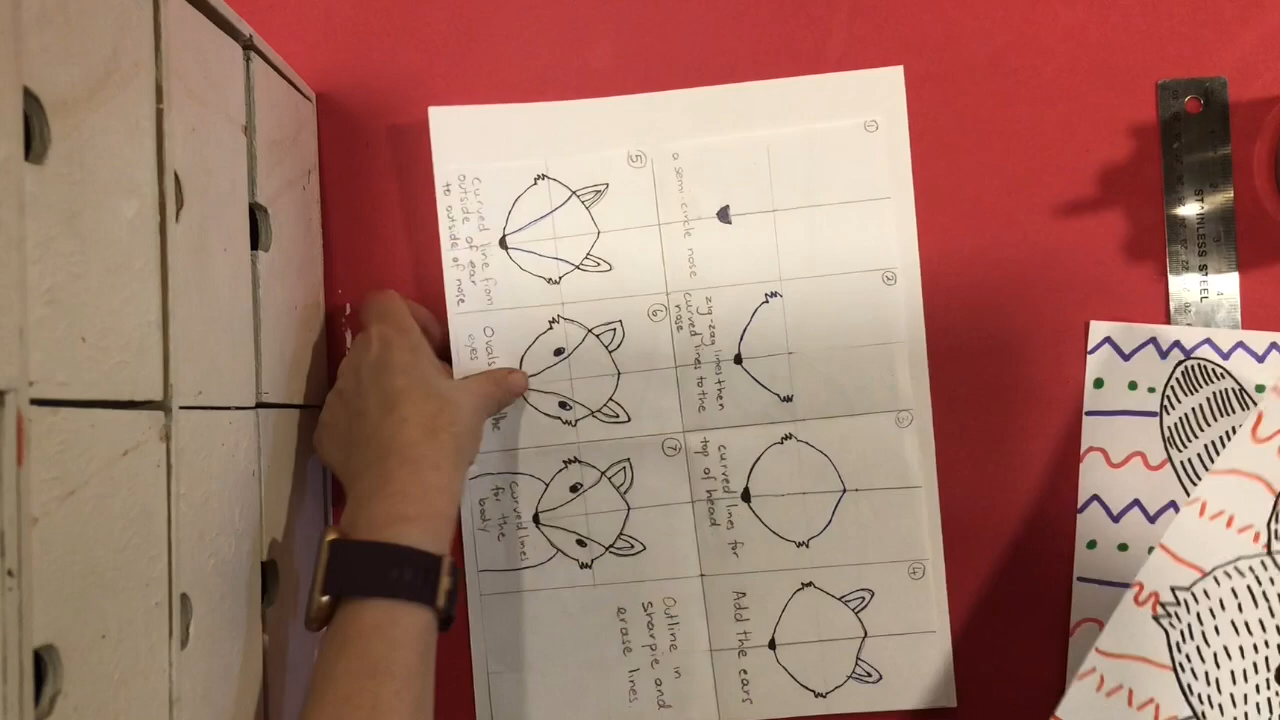 ①
a semi-circle nose
②
zig-zag lines then
curved lines to the
nose
③
curved lines for
top of head
④
Add the ears
⑤
Curved line from
outside of ear
to outside of nose
⑥
Ovals
the
eyes
⑦
curved lines
for the
body
Outline in
sharpie and
erase lines.
STAINLESS STEEL